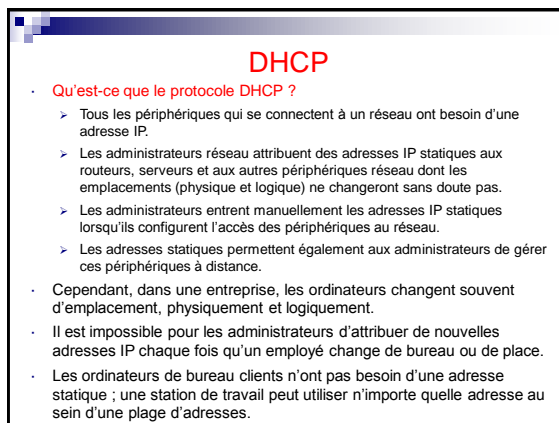 DHCP
· Qu'est-ce que le protocole DHCP ?
➢ Tous les périphériques qui se connectent à un réseau ont besoin d'une
adresse IP.
➢ Les administrateurs réseau attribuent des adresses IP statiques aux
routeurs, serveurs et aux autres périphériques réseau dont les
emplacements (physique et logique) ne changeront sans doute pas.
➢ Les administrateurs entrent manuellement les adresses IP statiques
lorsqu'ils configurent l'accès des périphériques au réseau.
➢ Les adresses statiques permettent également aux administrateurs de gérer
ces périphériques à distance.
· Cependant, dans une entreprise, les ordinateurs changent souvent
d'emplacement, physiquement et logiquement.
· Il est impossible pour les administrateurs d'attribuer de nouvelles
adresses IP chaque fois qu'un employé change de bureau ou de place.
· Les ordinateurs de bureau clients n'ont pas besoin d'une adresse
statique ; une station de travail peut utiliser n'importe quelle adresse au
sein d'une plage d'adresses.